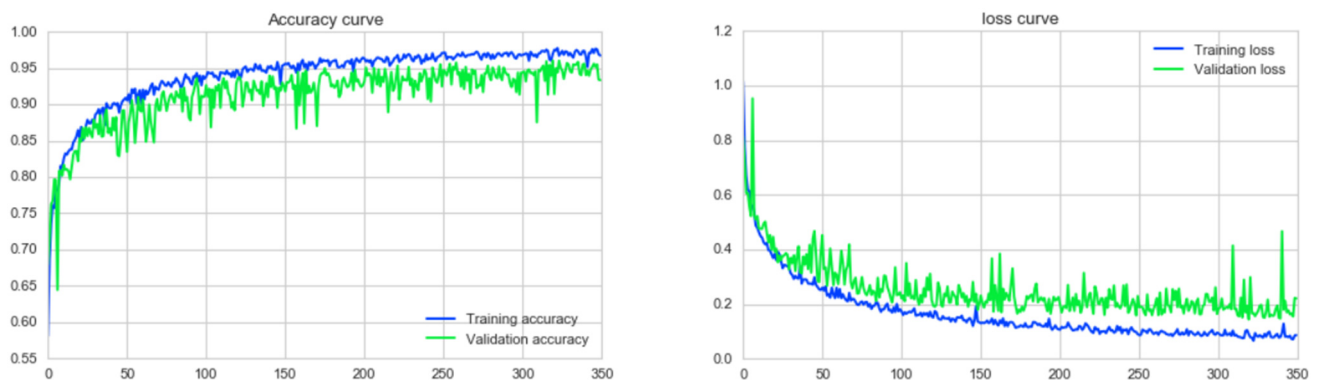 Accuracy curve
1.00
0.95
0.90
0.85
0.80
0.75
0.70
0.65
0.60
0.55
Training accuracy
Validation accuracy
0 50 100 150 200 250 300 350
loss curve
1.2
1.0
0.8
0.6
0.4
0.2
0.0
Training loss
Validation loss
0 50 100 150 200 250 300 350